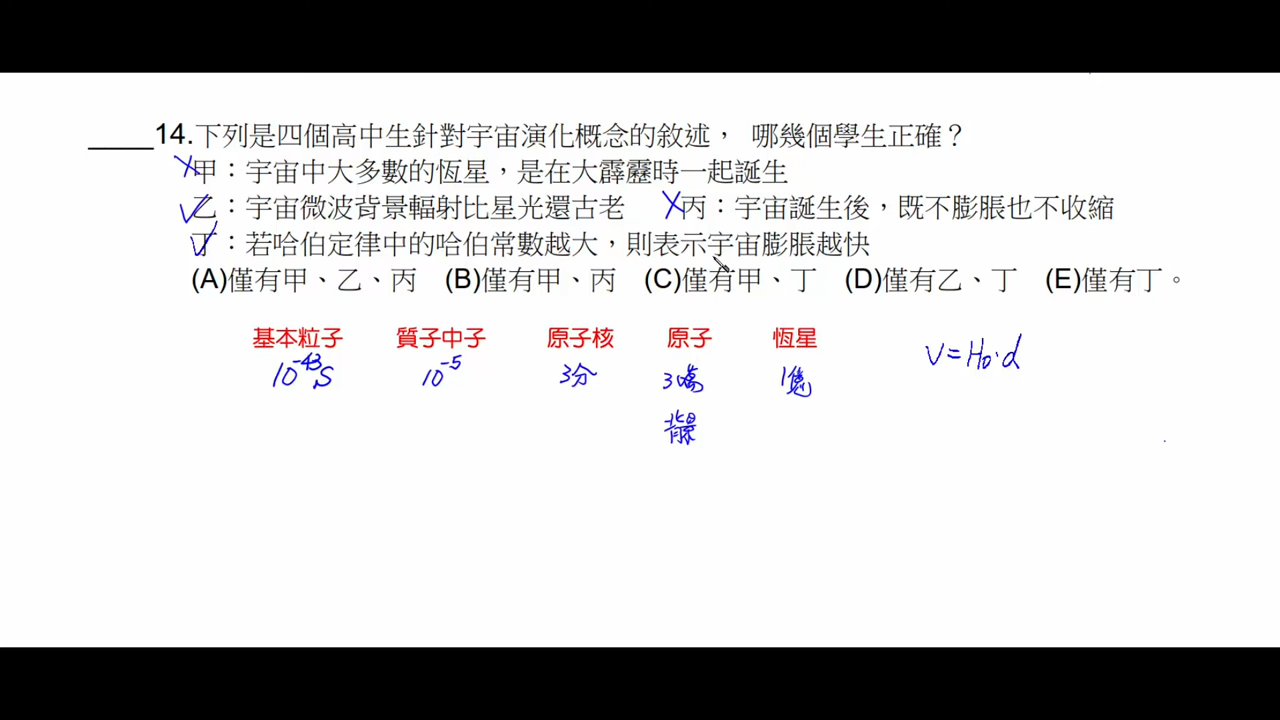 _____14.下列是四個高中生針對宇宙演化概念的敘述， 哪幾個學生正確？
甲：宇宙中大多數的恆星，是在大霹靂時一起誕生
乙：宇宙微波背景輻射比星光還古老 丙：宇宙誕生後，既不膨脹也不收縮
丁：若哈伯定律中的哈伯常數越大，則表示宇宙膨脹越快
(A)僅有甲、乙、丙 (B)僅有甲、丙 (C)僅有甲、丁 (D)僅有乙、丁 (E)僅有丁。
基本粒子 質子中子 原子核 原子 恆星
10⁻⁴³S 10⁻⁵ 3分 3萬 1億 V=H₀·d
背景